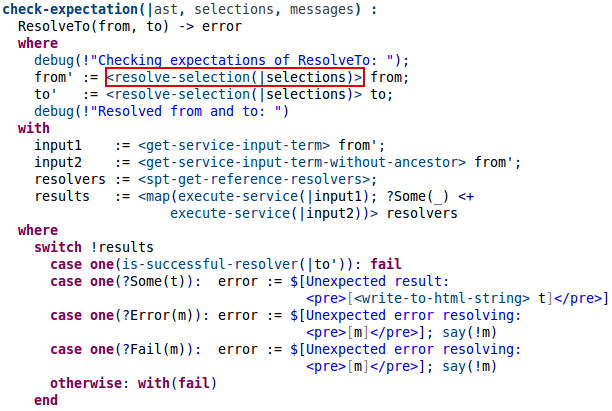 check-expectation(|ast, selections, messages) :
  ResolveTo(from, to) -> error
  where
    debug(!"Checking expectations of ResolveTo: ");
    from' := <resolve-selection(|selections)> from;
    to'   := <resolve-selection(|selections)> to;
    debug(!"Resolved from and to: ")
  with
    input1    := <get-service-input-term> from';
    input2    := <get-service-input-term-without-ancestor> from';
    resolvers := <spt-get-reference-resolvers>;
    results   := <map(execute-service(|input1); ?Some(_) <+
                     execute-service(|input2))> resolvers
  where
    switch !results
      case one(is-successful-resolver(|to')): fail
      case one(?Some(t)):  error := $[Unexpected result:
                                      <pre>[<write-to-html-string> t]</pre>]
      case one(?Error(m)): error := $[Unexpected error resolving:
                                      <pre>[m]</pre>]; say(!m)
      case one(?Fail(m)):  error := $[Unexpected error resolving:
                                      <pre>[m]</pre>]; say(!m)
      otherwise: with(fail)
    end